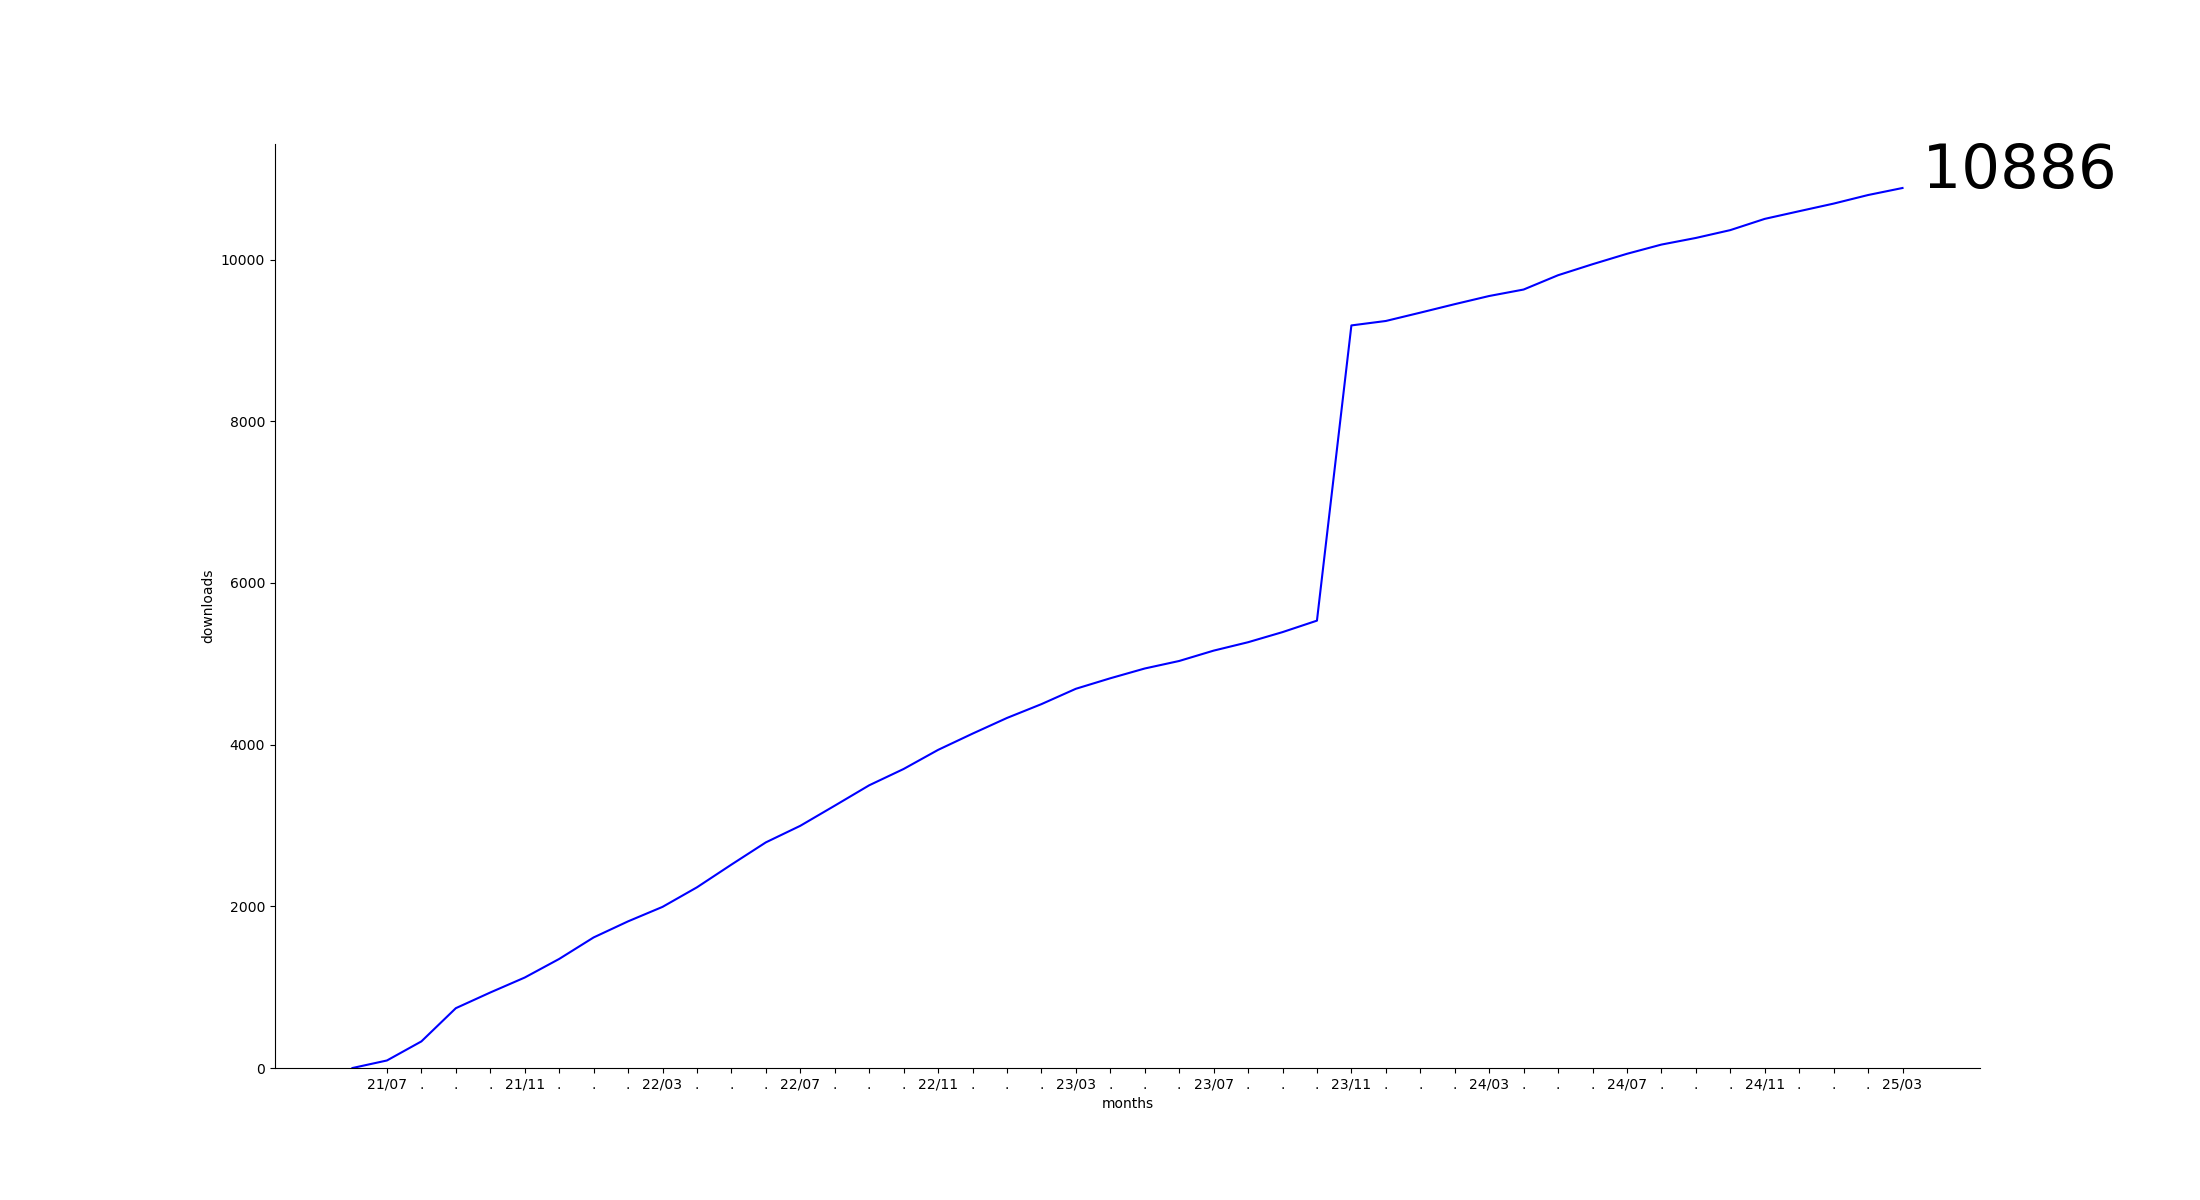 10886
10000
8000
6000
4000
2000
0
downloads
21/07 . . . 21/11 . . . 22/03 . . . 22/07 . . . 22/11 . . . 23/03 . . . 23/07 . . . 23/11 . . . 24/03 . . . 24/07 . . . 24/11 . . . 25/03
months